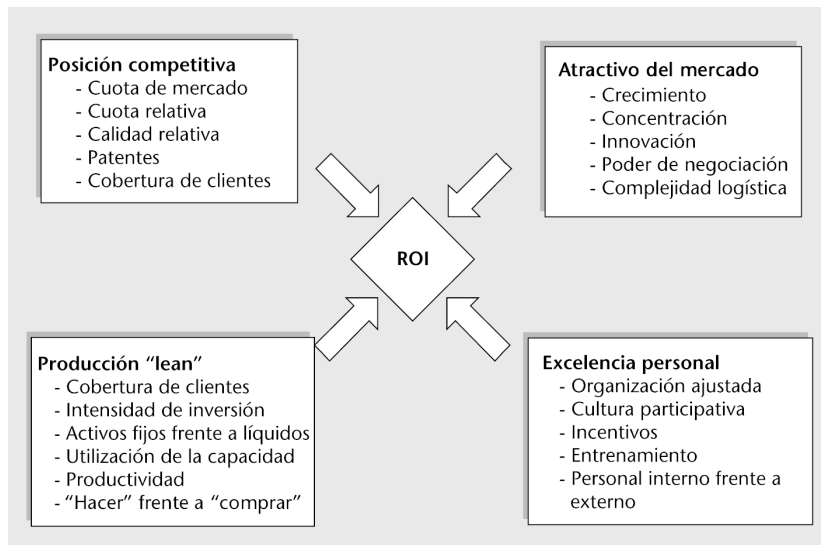 Posición competitiva
- Cuota de mercado
- Cuota relativa
- Calidad relativa
- Patentes
- Cobertura de clientes
Atractivo del mercado
- Crecimiento
- Concentración
- Innovación
- Poder de negociación
- Complejidad logística
ROI
Producción “lean”
- Cobertura de clientes
- Intensidad de inversión
- Activos fijos frente a líquidos
- Utilización de la capacidad
- Productividad
- “Hacer” frente a “comprar”
Excelencia personal
- Organización ajustada
- Cultura participativa
- Incentivos
- Entrenamiento
- Personal interno frente a
externo